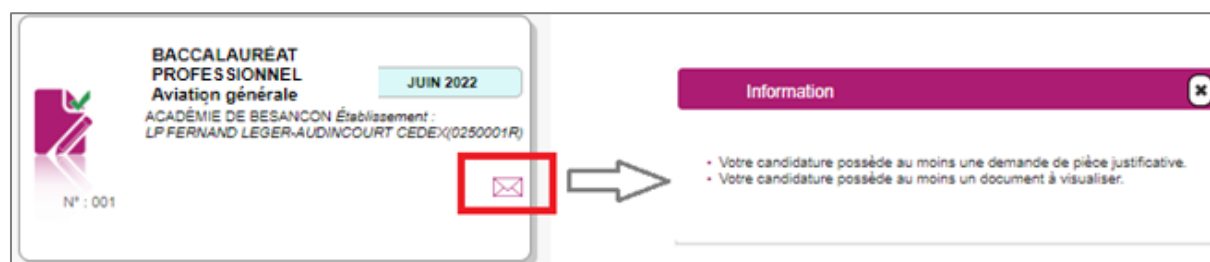 BACCALAURÉAT
PROFESSIONNEL
Aviation générale
JUIN 2022
ACADÉMIE DE BESANCON Établissement :
LP FERNAND LEGER-AUDINCOURT CEDEX(0250001R)
N° : 001
Information
• Votre candidature possède au moins une demande de pièce justificative.
• Votre candidature possède au moins un document à visualiser.